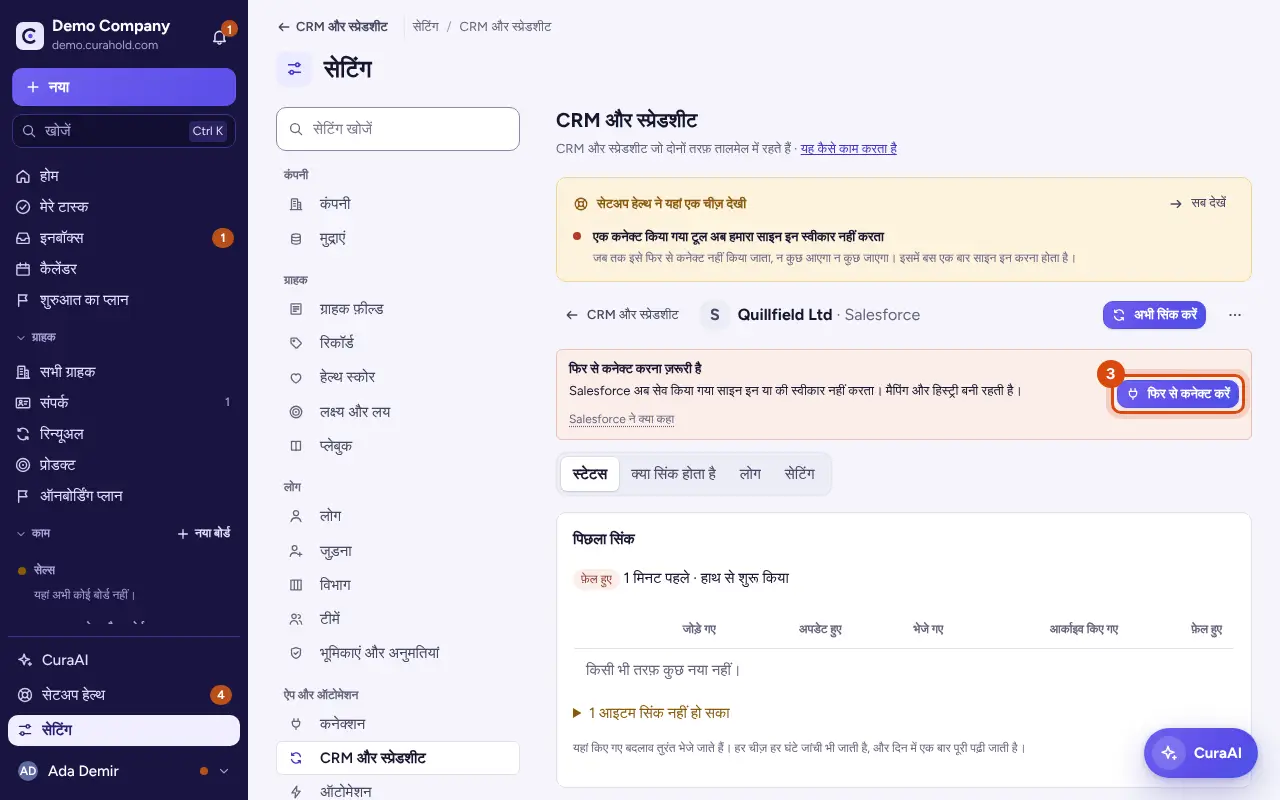 Demo Company
demo.curahold.com
1
नया
खोजें
Ctrl K
होम
मेरे टास्क
इनबॉक्स
1
कैलेंडर
शुरुआत का प्लान
ग्राहक
सभी ग्राहक
संपर्क
1
रिन्यूअल
प्रोडक्ट
ऑनबोर्डिंग प्लान
काम
नया बोर्ड
सेल्स
यहां अभी कोई बोर्ड नहीं।
CuraAI
सेटअप हेल्थ
4
सेटिंग
AD
Ada Demir
CRM और स्प्रेडशीट
सेटिंग / CRM और स्प्रेडशीट
सेटिंग
सेटिंग खोजें
कंपनी
कंपनी
मुद्राएं
ग्राहक
ग्राहक फ़ील्ड
रिकॉर्ड
हेल्थ स्कोर
लक्ष्य और लय
प्लेबुक
लोग
लोग
जुड़ना
विभाग
टीमें
भूमिकाएं और अनुमतियां
ऐप और ऑटोमेशन
कनेक्शन
CRM और स्प्रेडशीट
ऑटोमेशन
CRM और स्प्रेडशीट
CRM और स्प्रेडशीट जो दोनों तरफ़ तालमेल में रहते हैं · यह कैसे काम करता है
सेटअप हेल्थ ने यहां एक चीज़ देखी
सब देखें
एक कनेक्ट किया गया टूल अब हमारा साइन इन स्वीकार नहीं करता
जब तक इसे फिर से कनेक्ट नहीं किया जाता, न कुछ आएगा न कुछ जाएगा। इसमें बस एक बार साइन इन करना होता है।
CRM और स्प्रेडशीट
S
Quillfield Ltd · Salesforce
अभी सिंक करें
फिर से कनेक्ट करना ज़रूरी है
Salesforce अब सेव किया गया साइन इन या की स्वीकार नहीं करता। मैपिंग और हिस्ट्री बनी रहती है।
Salesforce ने क्या कहा
3
फिर से कनेक्ट करें
स्टेटस
क्या सिंक होता है
लोग
सेटिंग
पिछला सिंक
फ़ेल हुए 1 मिनट पहले · हाथ से शुरू किया
जोड़े गए
अपडेट हुए
भेजे गए
आर्काइव किए गए
फ़ेल हुए
किसी भी तरफ़ कुछ नया नहीं।
1 आइटम सिंक नहीं हो सका
यहां किए गए बदलाव तुरंत भेजे जाते हैं। हर चीज़ हर घंटे जांची भी जाती है, और दिन में एक बार पूरी पढ़ी जाती है।
CuraAI